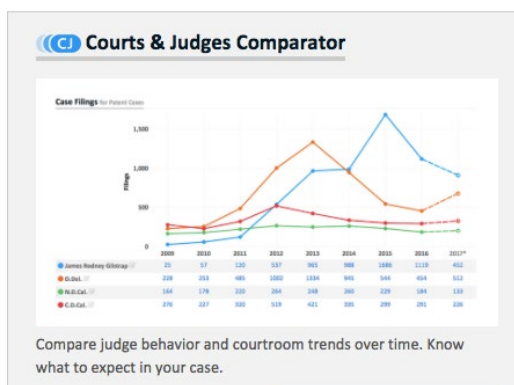 CJ Courts & Judges Comparator
Case Filings for Patent Cases
1,500
1,000
500
0
Filings
2009 2010 2011 2012 2013 2014 2015 2016 2017*
James Rodney Gilstrap 25 57 120 537 965 988 1686 1119 452
D.Del. 228 253 485 1002 1334 945 544 454 512
N.D.Cal. 164 178 220 264 248 260 229 184 133
C.D.Cal. 276 227 320 519 421 335 299 291 226
Compare judge behavior and courtroom trends over time. Know
what to expect in your case.